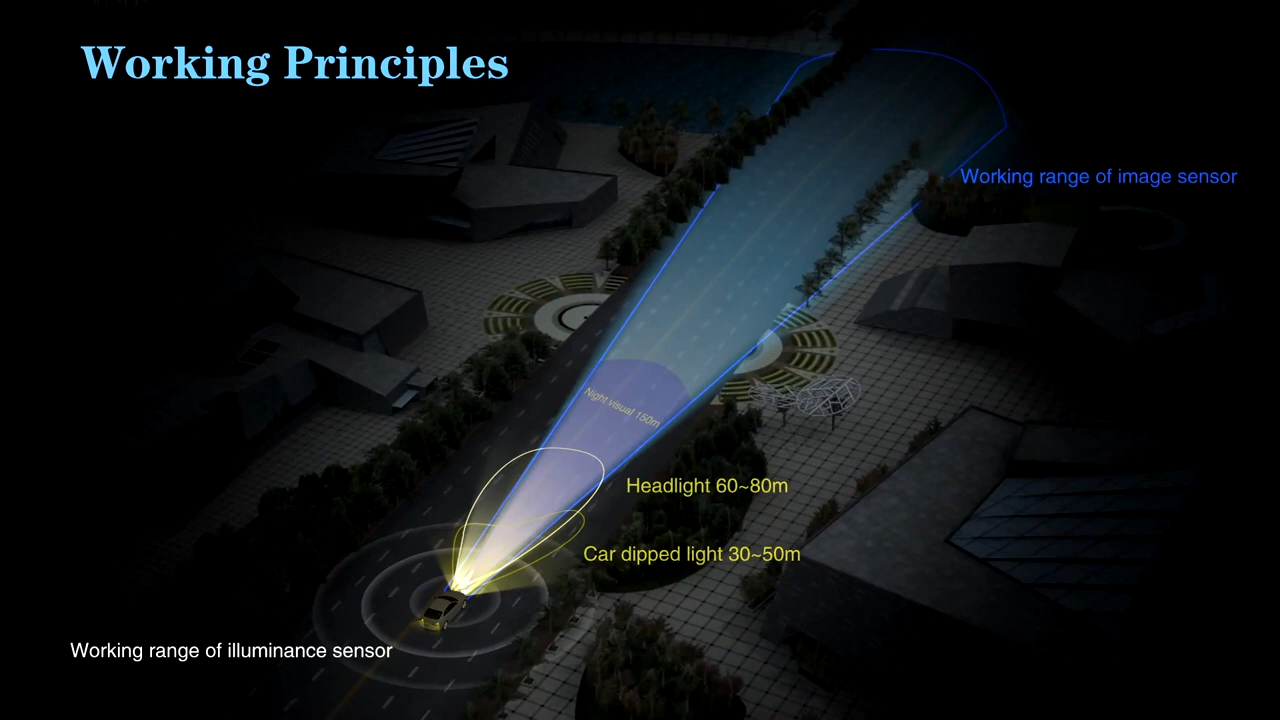 Working Principles
Working range of image sensor
Night visual 150m
Headlight 60~80m
Car dipped light 30~50m
Working range of illuminance sensor